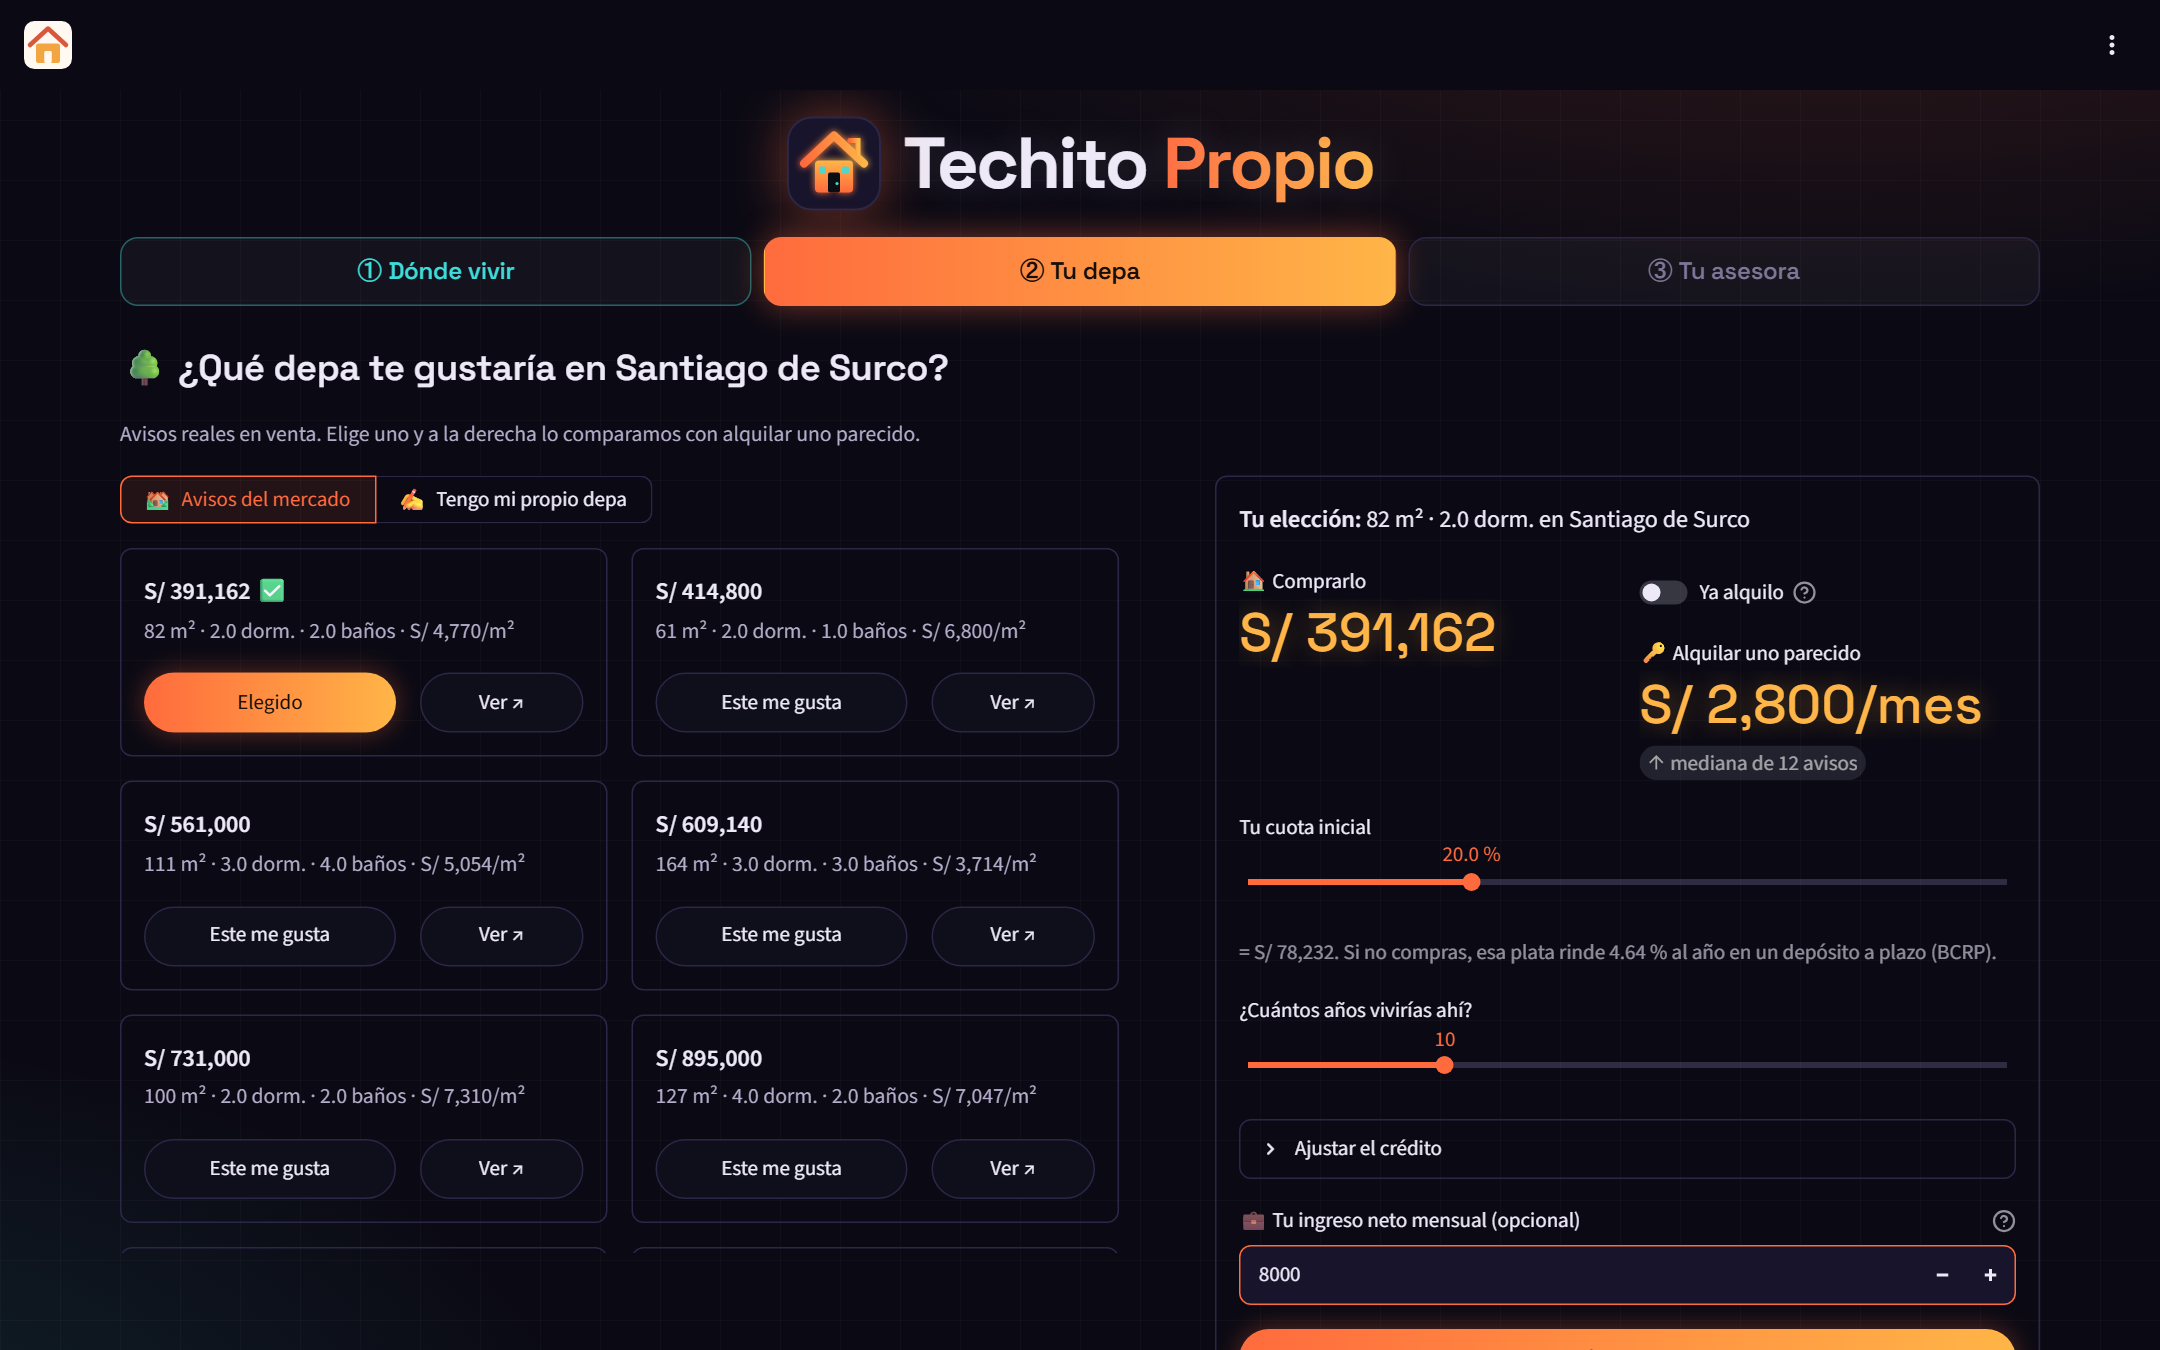 Techito Propio
① Dónde vivir
② Tu depa
③ Tu asesora
¿Qué depa te gustaría en Santiago de Surco?
Avisos reales en venta. Elige uno y a la derecha lo comparamos con alquilar uno parecido.
Avisos del mercado
Tengo mi propio depa
S/ 391,162
82 m² · 2.0 dorm. · 2.0 baños · S/ 4,770/m²
Elegido
Ver ↗
S/ 414,800
61 m² · 2.0 dorm. · 1.0 baños · S/ 6,800/m²
Este me gusta
Ver ↗
S/ 561,000
111 m² · 3.0 dorm. · 4.0 baños · S/ 5,054/m²
Este me gusta
Ver ↗
S/ 609,140
164 m² · 3.0 dorm. · 3.0 baños · S/ 3,714/m²
Este me gusta
Ver ↗
S/ 731,000
100 m² · 2.0 dorm. · 2.0 baños · S/ 7,310/m²
Este me gusta
Ver ↗
S/ 895,000
127 m² · 4.0 dorm. · 2.0 baños · S/ 7,047/m²
Este me gusta
Ver ↗
Tu elección: 82 m² · 2.0 dorm. en Santiago de Surco
Comprarlo
S/ 391,162
Ya alquilo
Alquilar uno parecido
S/ 2,800/mes
↑ mediana de 12 avisos
Tu cuota inicial
20.0 %
= S/ 78,232. Si no compras, esa plata rinde 4.64 % al año en un depósito a plazo (BCRP).
¿Cuántos años vivirías ahí?
10
Ajustar el crédito
Tu ingreso neto mensual (opcional)
8000